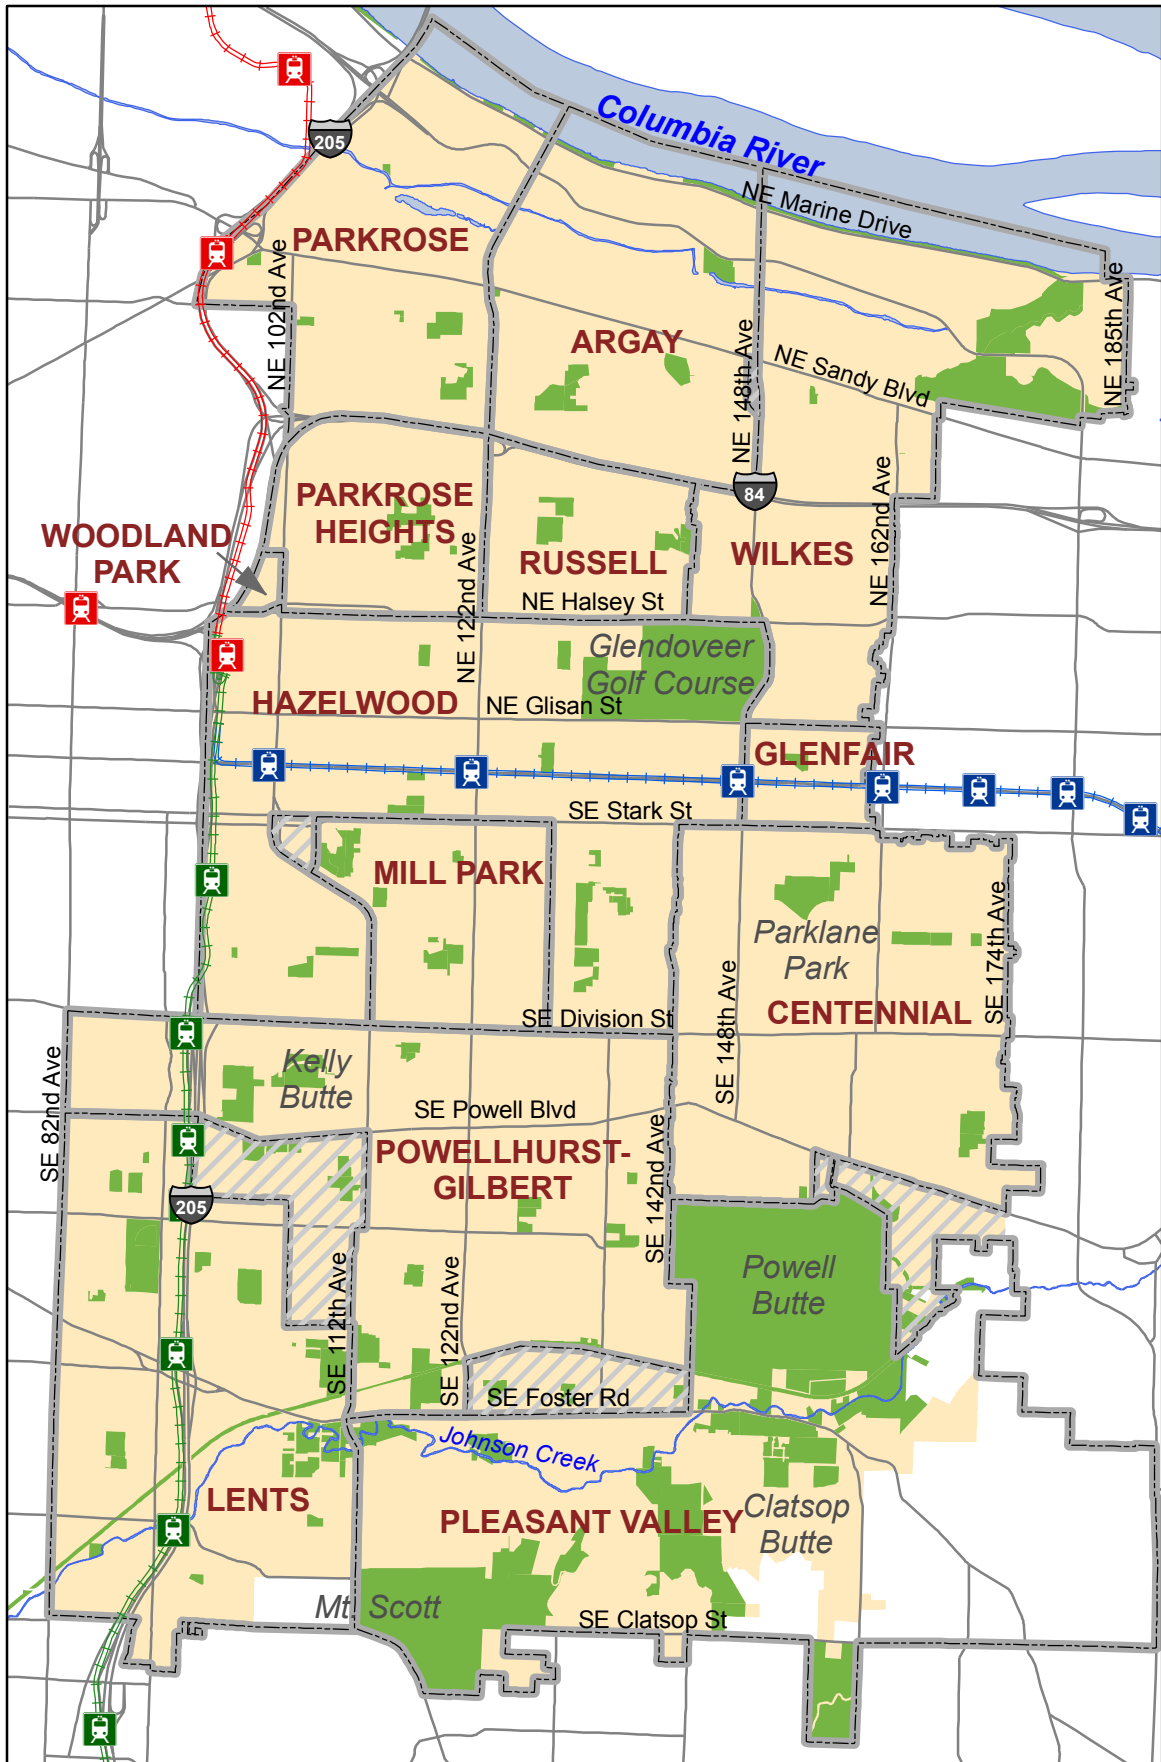 205
Columbia River
NE Marine Drive
PARKROSE
NE 102nd Ave
NE 185th Ave
ARGAY
NE 148th Ave
NE Sandy Blvd
PARKROSE
HEIGHTS
84
WOODLAND
PARK
NE 122nd Ave
RUSSELL
WILKES
NE 162nd Ave
NE Halsey St
Glendoveer
Golf Course
HAZELWOOD
NE Glisan St
GLENFAIR
SE Stark St
MILL PARK
Parklane
Park
SE 174th Ave
CENTENNIAL
SE 148th Ave
SE Division St
Kelly
Butte
SE 82nd Ave
SE Powell Blvd
POWELLHURST-
GILBERT
SE 142nd Ave
205
Powell
Butte
SE 112th Ave
SE 122nd Ave
SE Foster Rd
Johnson Creek
LENTS
PLEASANT VALLEY
Clatsop
Butte
Mt Scott
SE Clatsop St